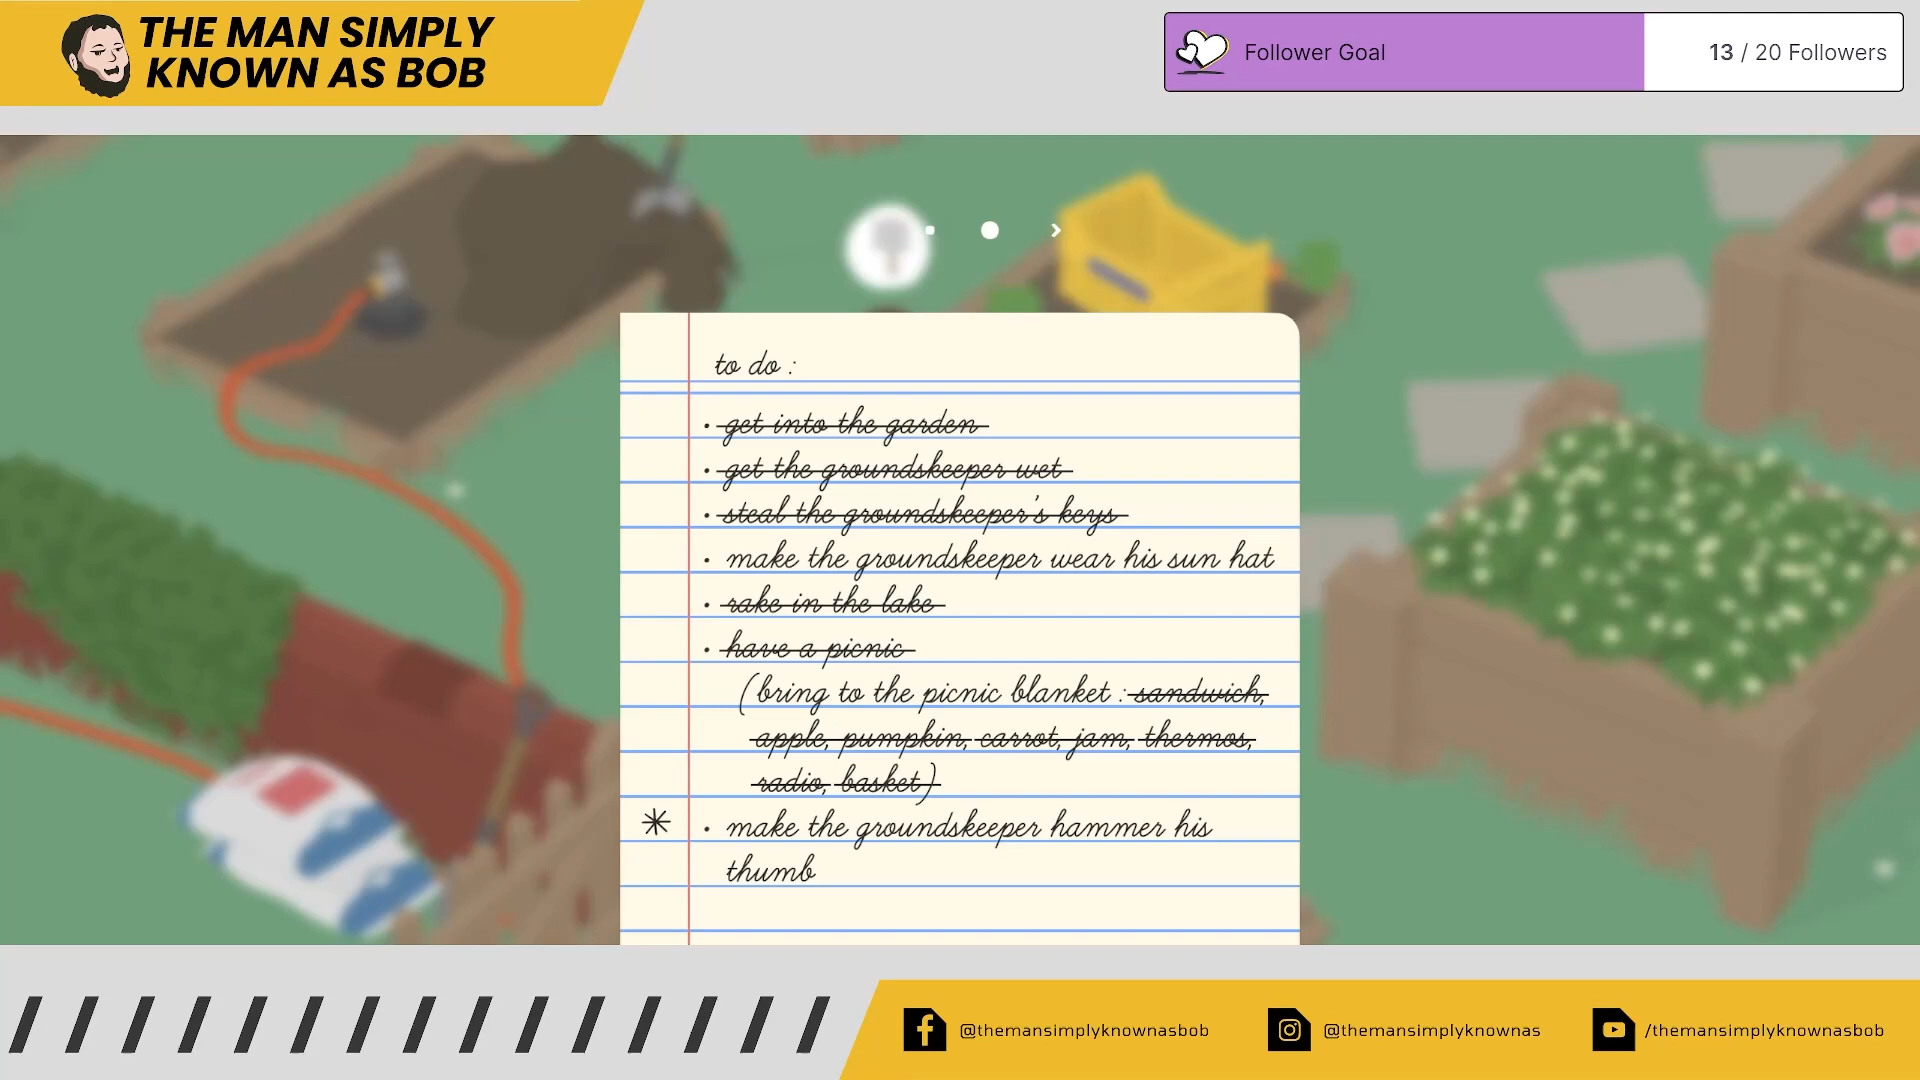 THE MAN SIMPLY
KNOWN AS BOB
Follower Goal
13 / 20 Followers
to do :
• get into the garden
• get the groundskeeper wet
• steal the groundskeeper's keys
• make the groundskeeper wear his sun hat
• rake in the lake
• have a picnic
(bring to the picnic blanket : sandwich,
apple, pumpkin, carrot, jam, thermos,
radio, basket)
• make the groundskeeper hammer his
thumb
@themansimplyknownasbob
@themansimplyknownas
/themansimplyknownasbob